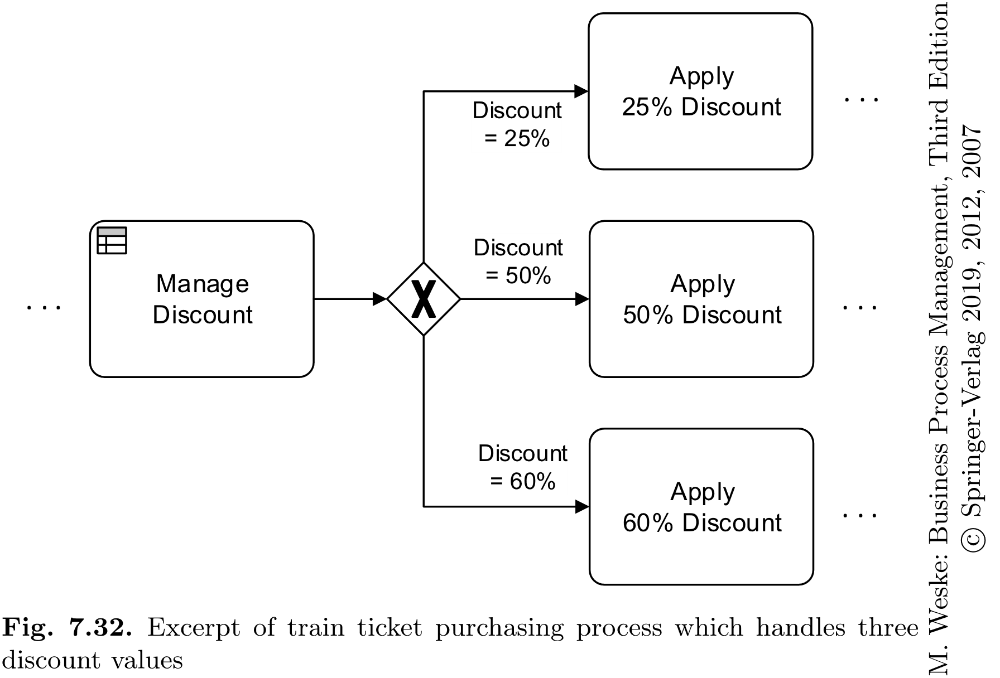 Apply
25% Discount
. . .
Discount
= 25%
Manage
Discount
. . .
X
Discount
= 50%
Apply
50% Discount
. . .
Discount
= 60%
Apply
60% Discount
. . .
Fig. 7.32. Excerpt of train ticket purchasing process which handles three
discount values
M. Weske: Business Process Management, Third Edition
© Springer-Verlag 2019, 2012, 2007